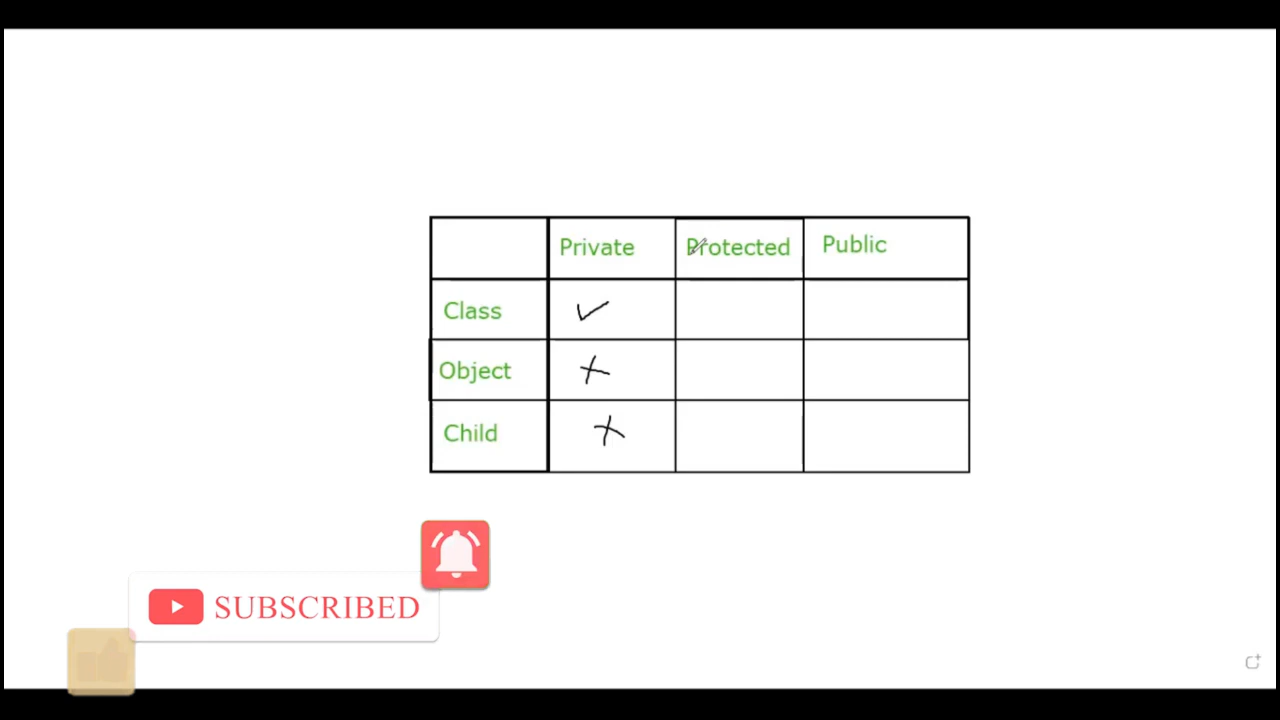 Private Protected Public
Class ✓
Object ✗
Child ✗
SUBSCRIBED